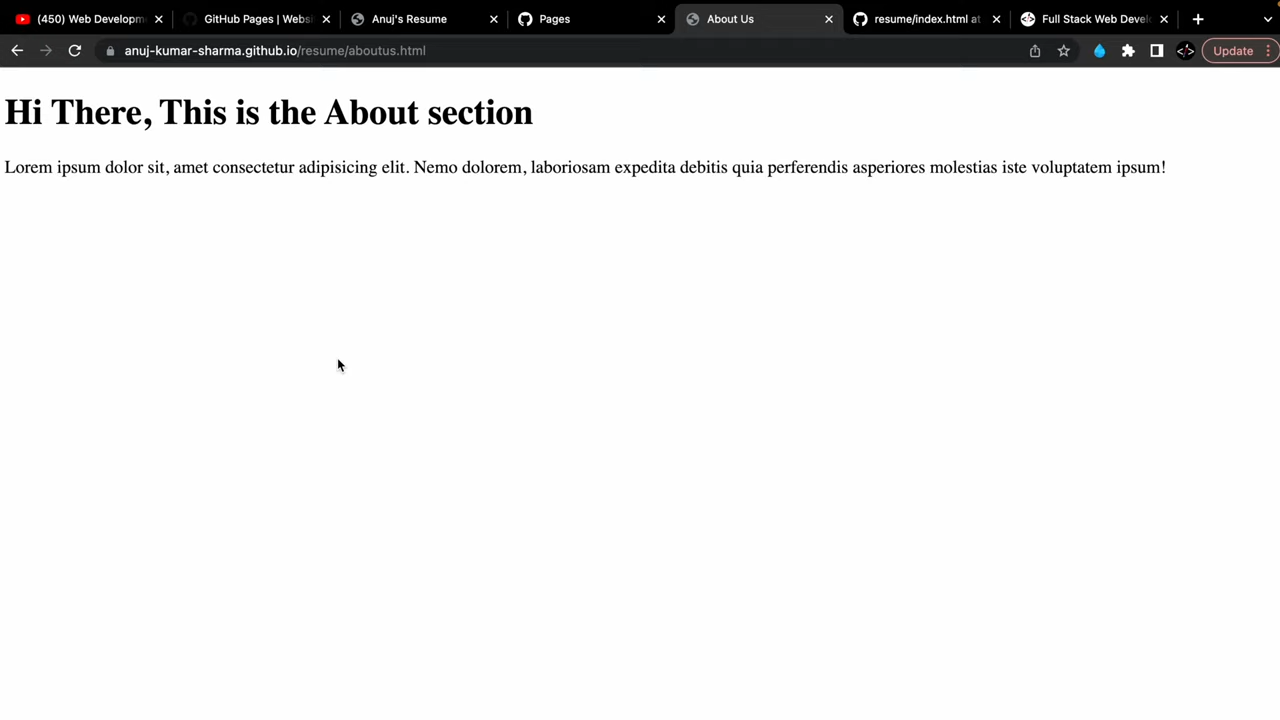 (450) Web Developm
GitHub Pages | Websi
Anuj's Resume
Pages
About Us
resume/index.html at
Full Stack Web Devel
anuj-kumar-sharma.github.io/resume/aboutus.html
Update
Hi There, This is the About section
Lorem ipsum dolor sit, amet consectetur adipisicing elit. Nemo dolorem, laboriosam expedita debitis quia perferendis asperiores molestias iste voluptatem ipsum!